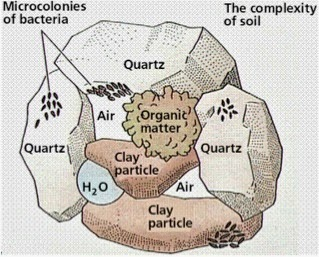 Microcolonies
of bacteria
The complexity
of soil
Quartz
Air
Organic
matter
Quartz
Quartz
Clay
particle
H₂O
Air
Clay
particle